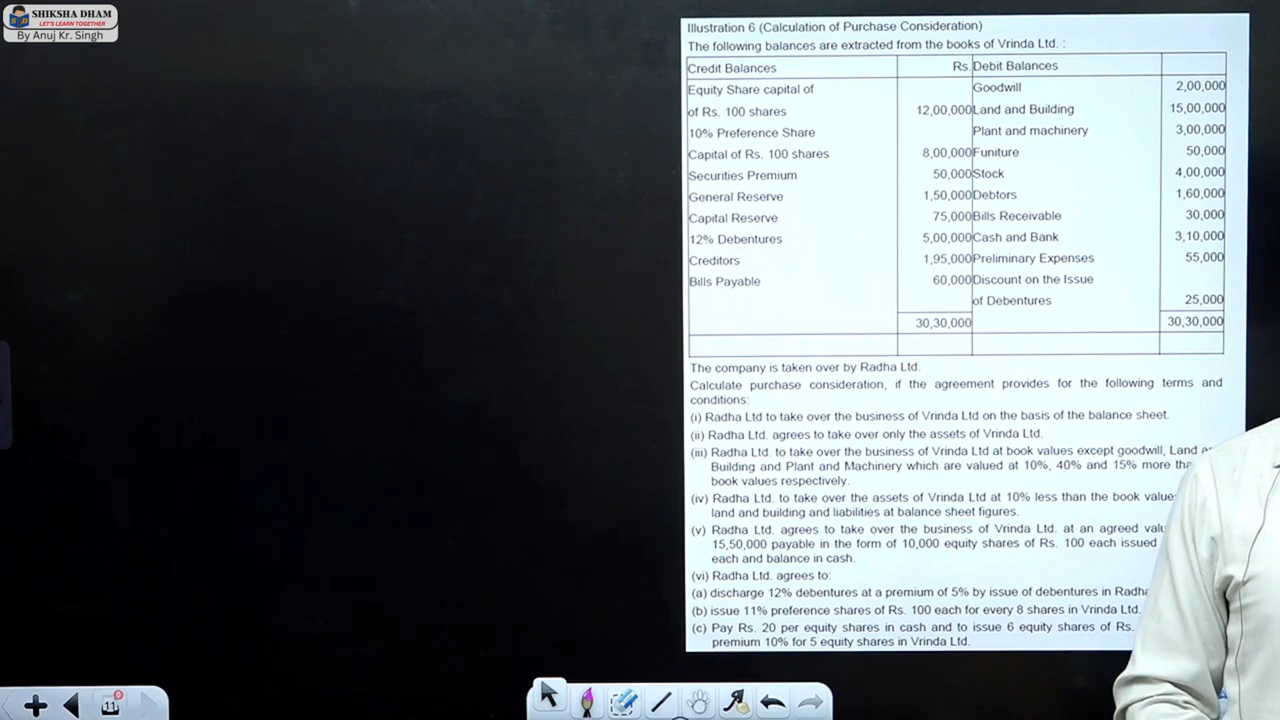 SHIKSHA DHAM
LET'S LEARN TOGETHER
By Anuj Kr. Singh
Illustration 6 (Calculation of Purchase Consideration)
The following balances are extracted from the books of Vrinda Ltd. :
Credit Balances Rs. Debit Balances
Equity Share capital of Goodwill 2,00,000
of Rs. 100 shares 12,00,000 Land and Building 15,00,000
10% Preference Share Plant and machinery 3,00,000
Capital of Rs. 100 shares 8,00,000 Funiture 50,000
Securities Premium 50,000 Stock 4,00,000
General Reserve 1,50,000 Debtors 1,60,000
Capital Reserve 75,000 Bills Receivable 30,000
12% Debentures 5,00,000 Cash and Bank 3,10,000
Creditors 1,95,000 Preliminary Expenses 55,000
Bills Payable 60,000 Discount on the Issue
of Debentures 25,000
30,30,000 30,30,000
The company is taken over by Radha Ltd.
Calculate purchase consideration, if the agreement provides for the following terms and
conditions:
(i) Radha Ltd to take over the business of Vrinda Ltd on the basis of the balance sheet.
(ii) Radha Ltd. agrees to take over only the assets of Vrinda Ltd.
(iii) Radha Ltd. to take over the business of Vrinda Ltd at book values except goodwill, Land
Building and Plant and Machinery which are valued at 10%, 40% and 15% more
book values respectively.
(iv) Radha Ltd. to take over the assets of Vrinda Ltd at 10% less than the book
land and building and liabilities at balance sheet figures.
(v) Radha Ltd. agrees to take over the business of Vrinda Ltd. at an agreed
15,50,000 payable in the form of 10,000 equity shares of Rs. 100 each issued
each and balance in cash.
(vi) Radha Ltd. agrees to:
(a) discharge 12% debentures at a premium of 5% by issue of debentures in Radha
(b) issue 11% preference shares of Rs. 100 each for every 8 shares in Vrinda Ltd.
(c) Pay Rs. 20 per equity shares in cash and to issue 6 equity shares of Rs.
premium 10% for 5 equity shares in Vrinda Ltd.
0
11